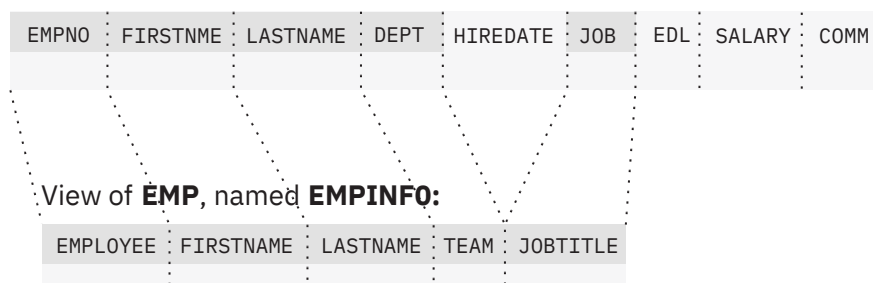 EMPNO FIRSTNME LASTNAME DEPT HIREDATE JOB EDL SALARY COMM
View of EMP, named EMPINFO:
EMPLOYEE FIRSTNAME LASTNAME TEAM JOBTITLE